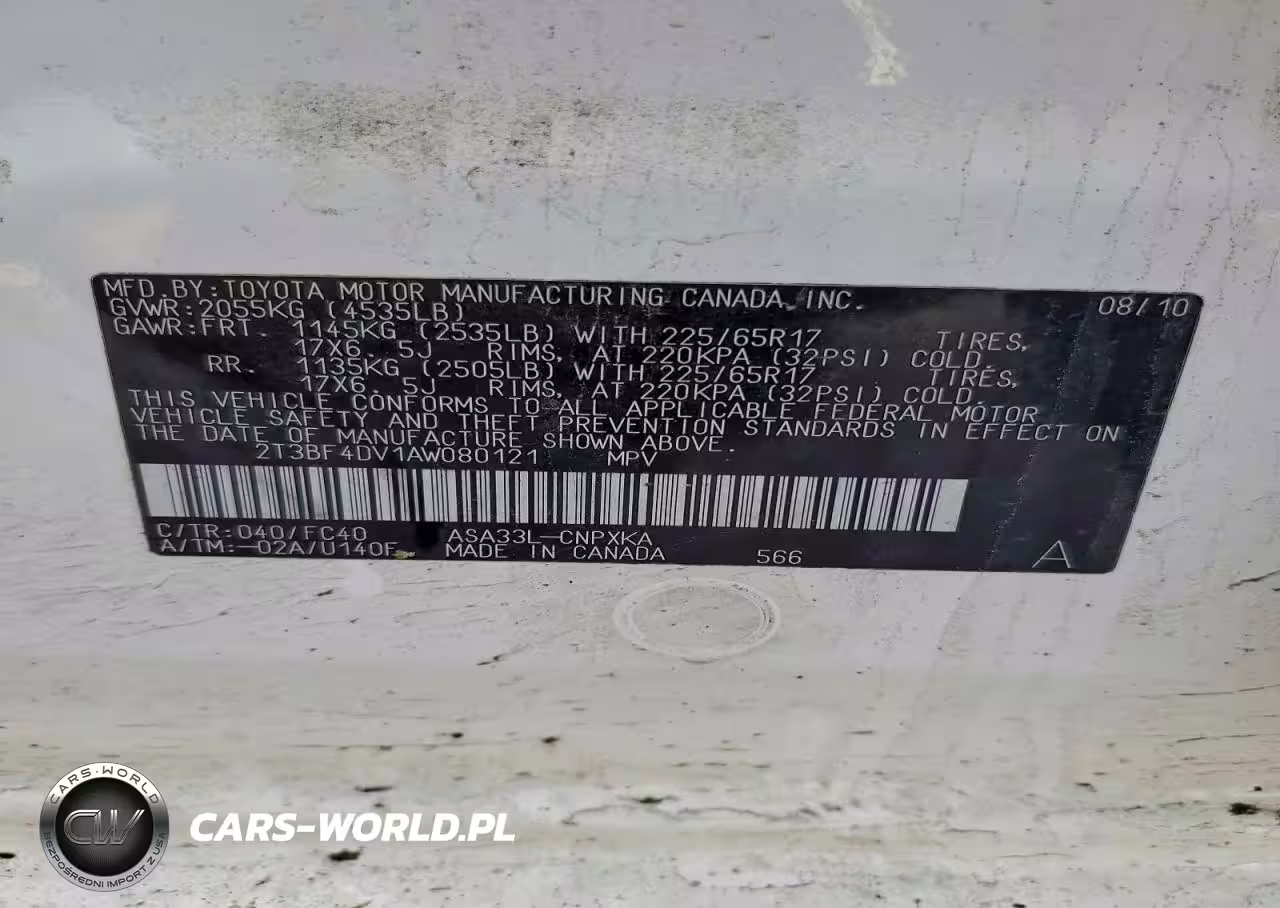 MFD.BY:TOYOTA MOTOR MANUFACTURING CANADA,INC. 08/10
GVWR:2055KG (4535LB)
GAWR:FRT. 1145KG (2535LB) WITH 225/65R17 TIRES,
17X6.5J RIMS, AT 220KPA (32PSI) COLD.
RR. 1135KG (2505LB) WITH 225/65R17 TIRES,
17X6.5J RIMS, AT 220KPA (32PSI) COLD.
THIS VEHICLE CONFORMS TO ALL APPLICABLE FEDERAL MOTOR
VEHICLE SAFETY AND THEFT PREVENTION STANDARDS IN EFFECT ON
THE DATE OF MANUFACTURE SHOWN ABOVE.
2T3BF4DV1AW080121 MPV
C/TR:040/FC40 ASA33L-CNPXKA
A/TM:-02A/U140F MADE IN CANADA 566 A
CARS-WORLD
CW
BEZPOŚREDNI IMPORT Z USA
CARS-WORLD.PL